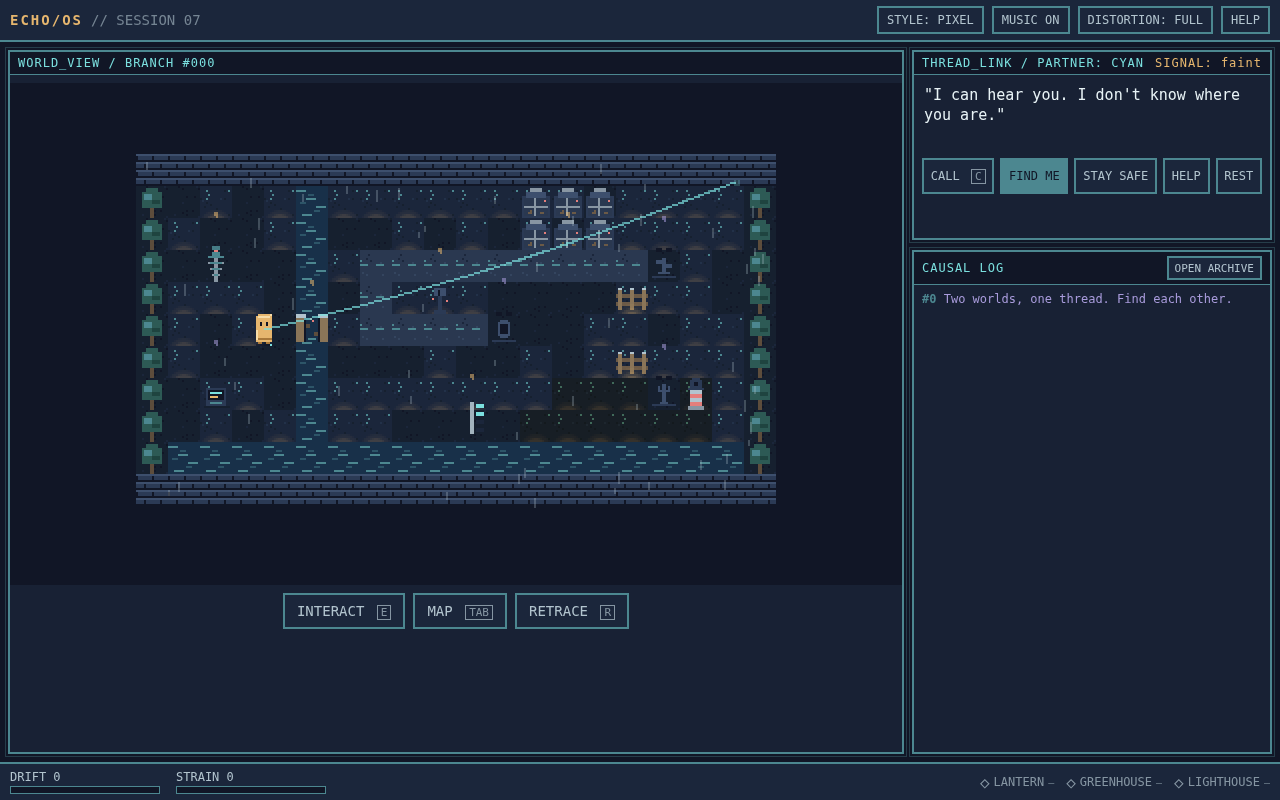 ECHO/OS // SESSION 07
STYLE: PIXEL
MUSIC ON
DISTORTION: FULL
HELP
WORLD_VIEW / BRANCH #000
THREAD_LINK / PARTNER: CYAN
SIGNAL: faint
"I can hear you. I don't know where
you are."
CALL C
FIND ME
STAY SAFE
HELP
REST
CAUSAL LOG
OPEN ARCHIVE
#0 Two worlds, one thread. Find each other.
INTERACT E
MAP TAB
RETRACE R
DRIFT 0
STRAIN 0
◇ LANTERN —
◇ GREENHOUSE —
◇ LIGHTHOUSE —